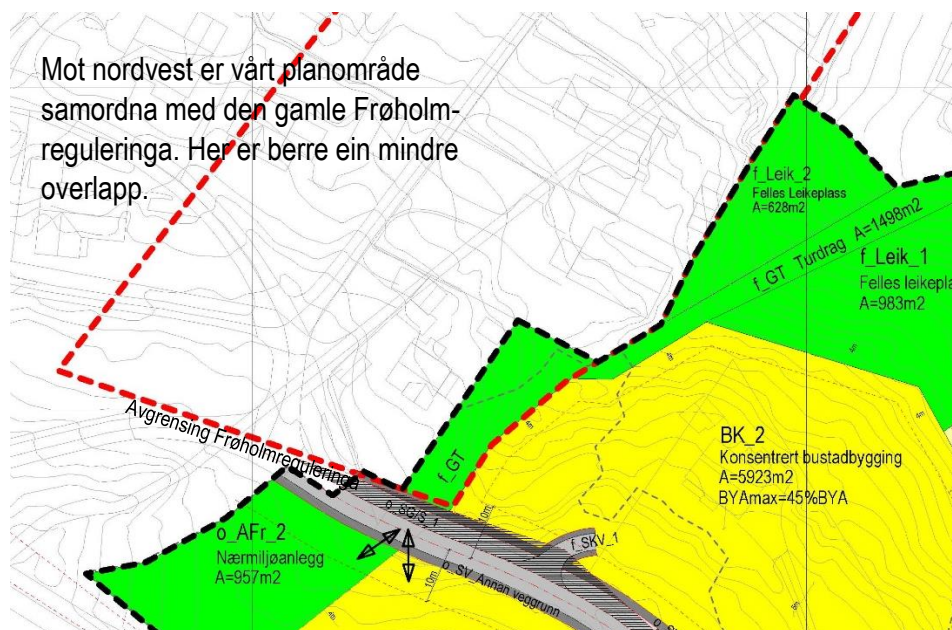 Mot nordvest er vårt planområde
samordna med den gamle Frøholm-
reguleringa. Her er berre ein mindre
overlapp.
f_Leik_2
Felles Leikeplass
A=628m2
f_GT Turdrag A=1498m2
f_Leik_1
Felles leikepla
A=983m2
Avgrensing Frøholmreguleringa
f_GT
BK_2
Konsentrert bustadbygging
A=5923m2
BYAmax=45%BYA
o_AFr_2
Nærmiljøanlegg
A=957m2
o_SGS_1
10m.
f_SKV_1
10m.
o_SV_Annan veggrunn